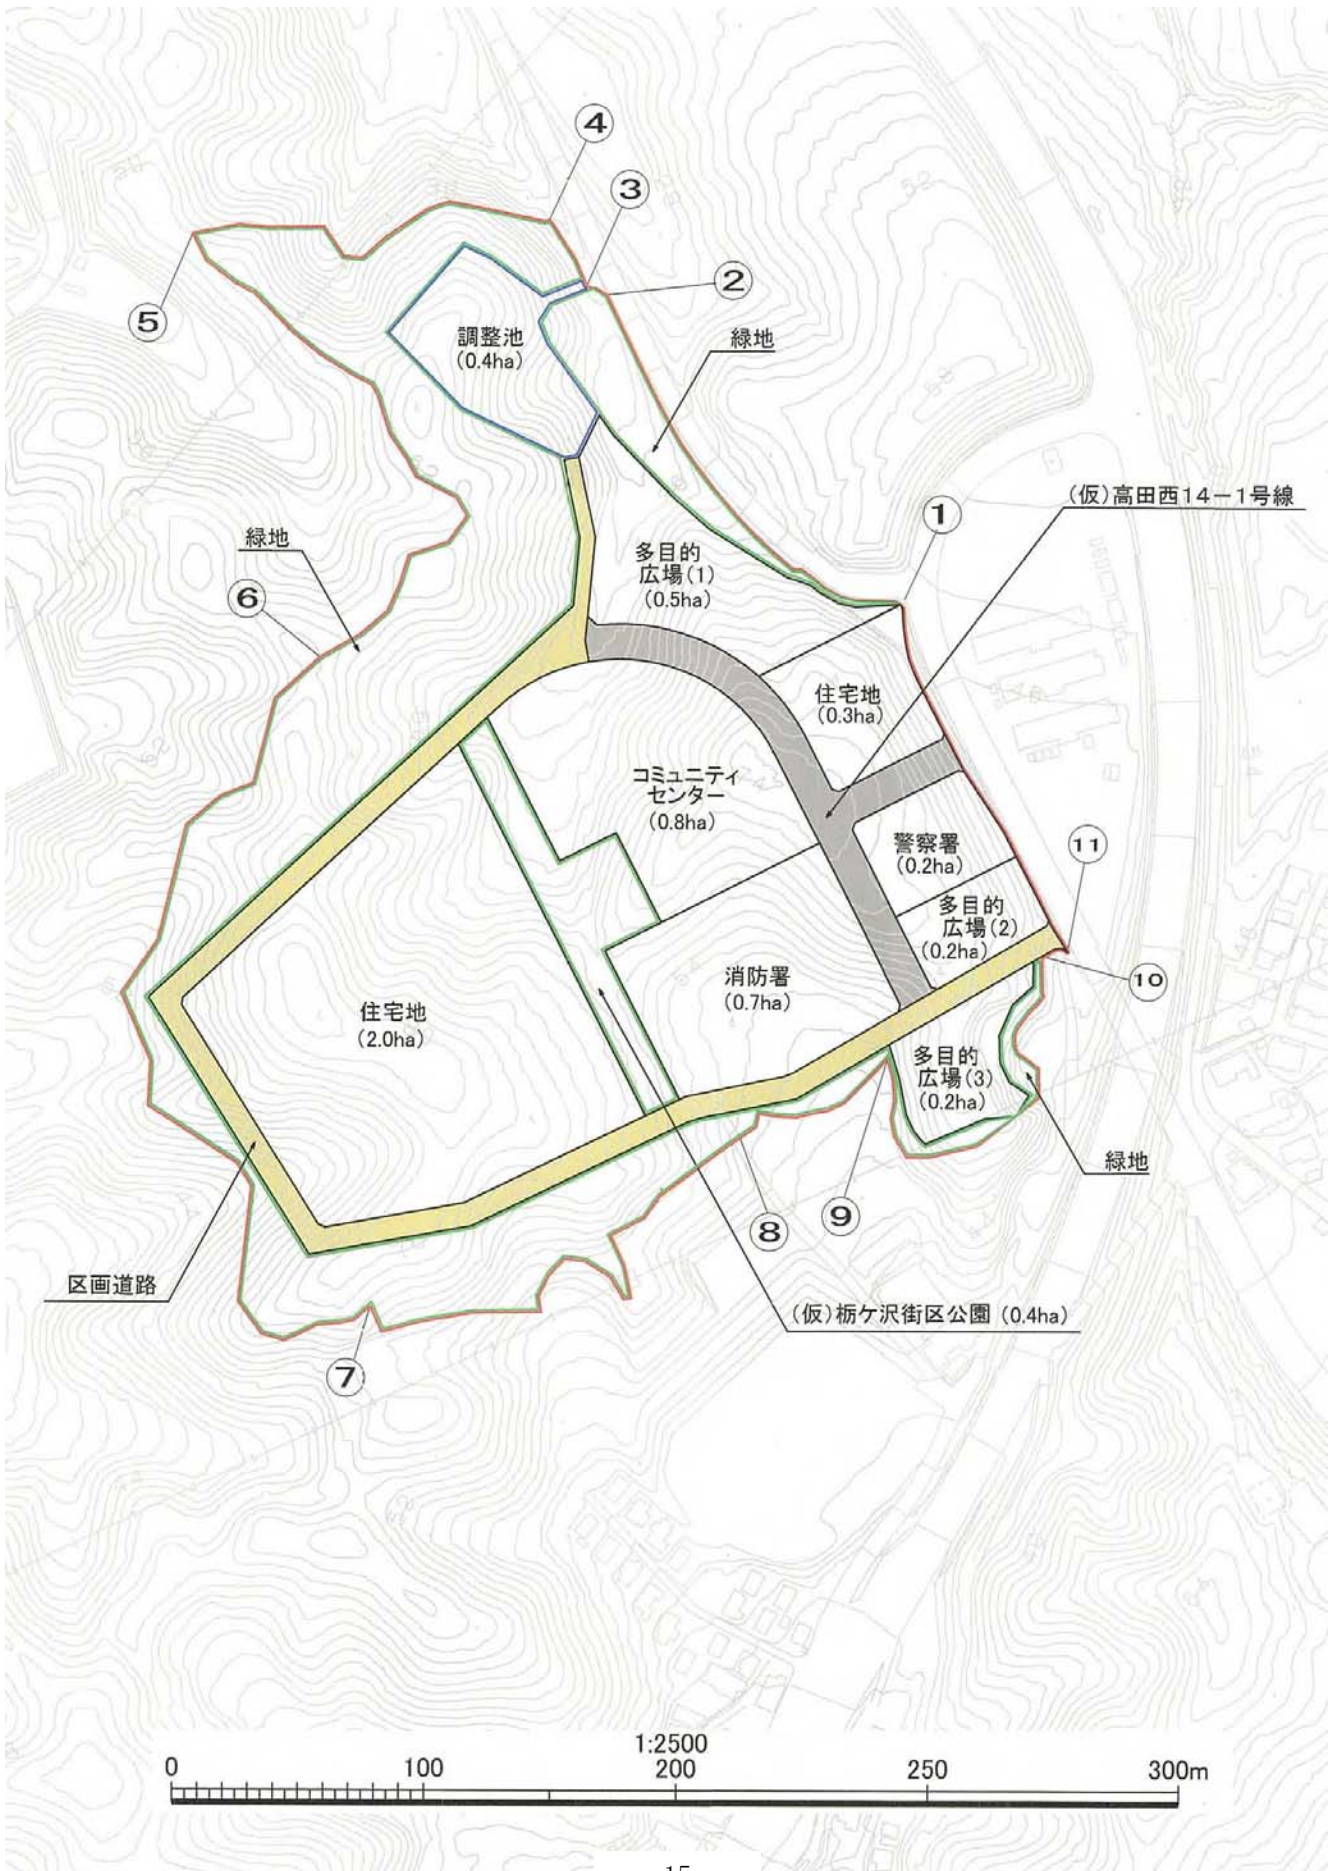 ④
③
②
⑤
調整池
(0.4ha)
緑地
(仮)高田西14－1号線
①
緑地
多目的
広場(1)
(0.5ha)
⑥
住宅地
(0.3ha)
コミュニティ
センター
(0.8ha)
警察署
(0.2ha)
⑪
多目的
広場(2)
(0.2ha)
消防署
(0.7ha)
⑩
住宅地
(2.0ha)
多目的
広場(3)
(0.2ha)
緑地
⑧
⑨
区画道路
(仮)栃ケ沢街区公園 (0.4ha)
⑦
1:2500
0 100 200 250 300m
15